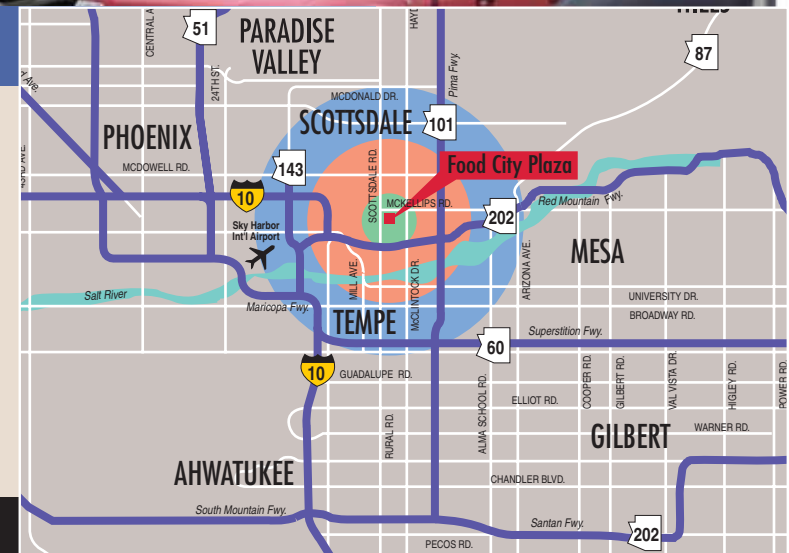 51
PARADISE
VALLEY
CENTRAL A
24TH ST.
MCDONALD DR.
SCOTTSDALE
101
Pima Fwy.
87
PHOENIX
MCDOWELL RD.
143
SCOTTSDALE RD.
Food City Plaza
MCKELLIPS RD.
10
Sky Harbor
Int'l Airport
202
Red Mountain Fwy.
MESA
ARIZONA AVE.
MILL AVE.
McCLINTOCK DR.
Salt River
Maricopa Fwy.
UNIVERSITY DR.
BROADWAY RD.
TEMPE
Superstition Fwy.
60
10
GUADALUPE RD.
ALMA SCHOOL RD.
COOPER RD.
GILBERT RD.
VAL VISTA DR.
HIGLEY RD.
POWER RD.
ELLIOT RD.
RURAL RD.
GILBERT
WARNER RD.
AHWATUKEE
CHANDLER BLVD.
South Mountain Fwy.
Santan Fwy.
202
PECOS RD.